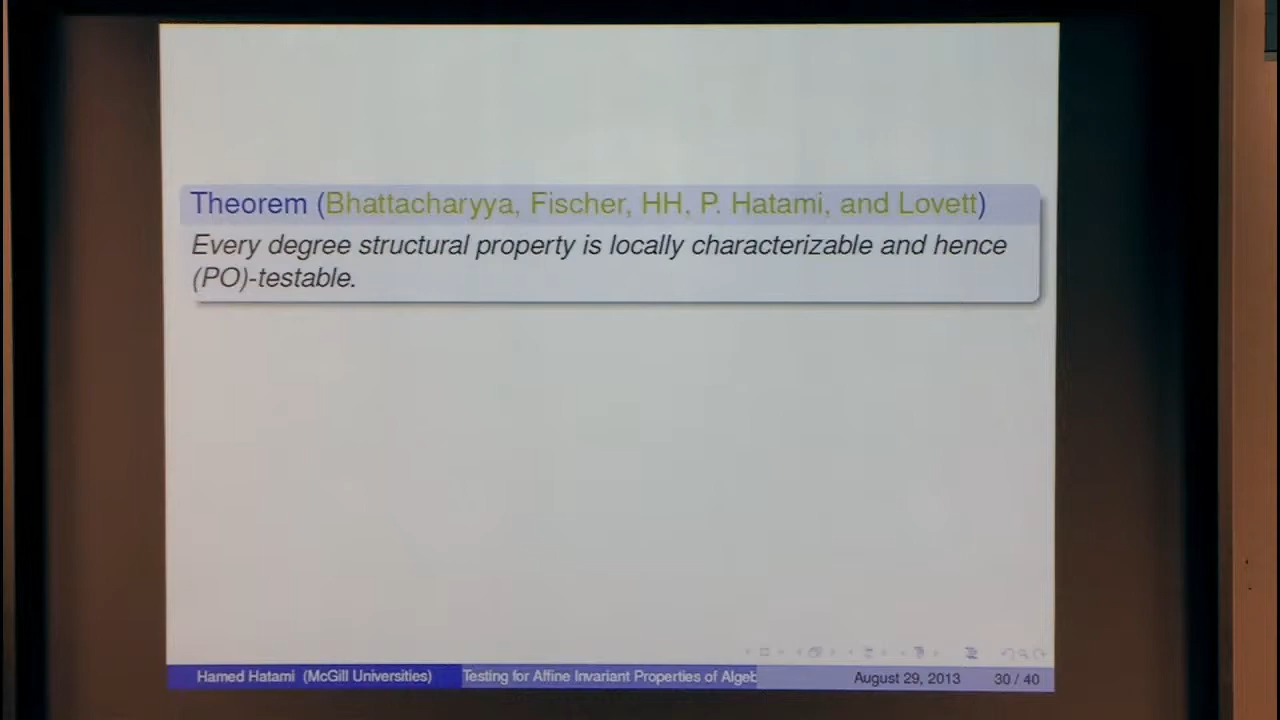 Theorem (Bhattacharyya, Fischer, HH, P. Hatami, and Lovett)
Every degree structural property is locally characterizable and hence
(PO)-testable.
Hamed Hatami (McGill Universities) Testing for Affine Invariant Properties of Algeb August 29, 2013 30 / 40